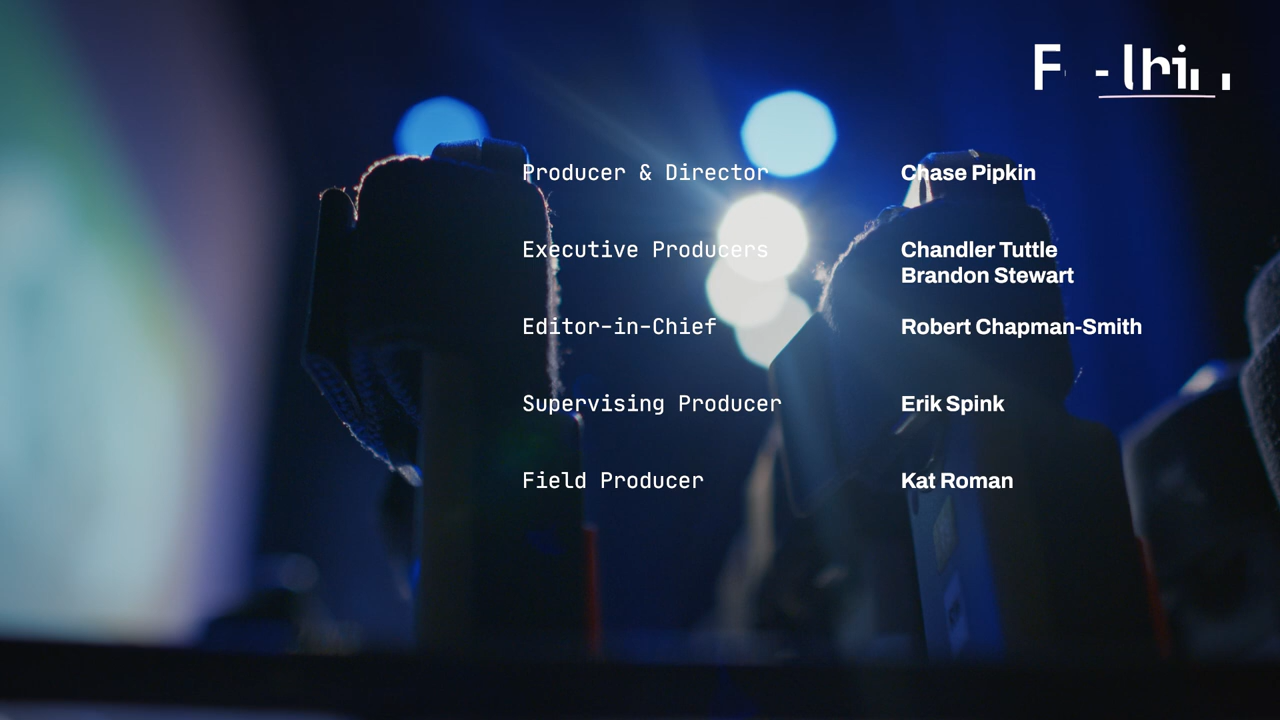 Producer & Director Chase Pipkin
Executive Producers Chandler Tuttle
Brandon Stewart
Editor-in-Chief Robert Chapman-Smith
Supervising Producer Erik Spink
Field Producer Kat Roman